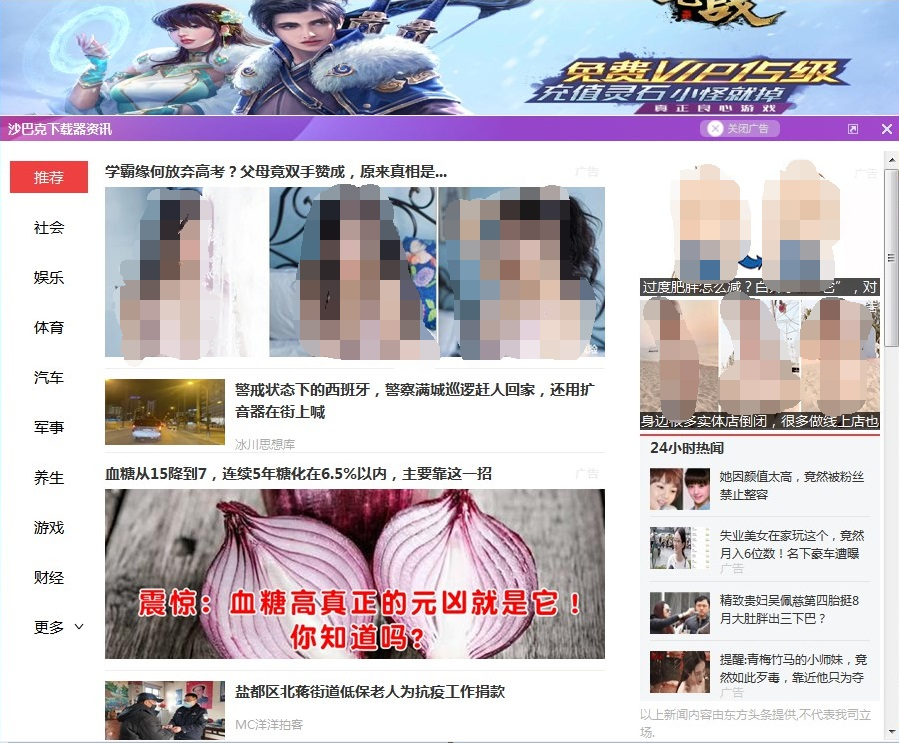 免费VIP15级
充值灵石 小怪就掉
真正良心游戏
沙巴克下载器资讯
关闭广告
推荐
社会
娱乐
体育
汽车
军事
养生
游戏
财经
更多
学霸缘何放弃高考？父母竟双手赞成，原来真相是...
广告
警戒状态下的西班牙，警察满城巡逻赶人回家，还用扩
音器在街上喊
冰川思想库
血糖从15降到7，连续5年糖化在6.5%以内，主要靠这一招
广告
震惊：血糖高真正的元凶就是它！
你知道吗？
盐都区北蒋街道低保老人为抗疫工作捐款
MC洋洋拍客
广告
过度肥胖怎么减？
，对
身边很多实体店倒闭，很多做线上店也
24小时热闻
她因颜值太高，竟然被粉丝
禁止整容
失业美女在家玩这个，竟然
月入6位数！名下豪车遭曝
广告
精致贵妇吴佩慈第四胎挺8
月大肚胖出三下巴？
提醒:青梅竹马的小师妹，竟
然如此歹毒，靠近他只为夺
广告
以上新闻内容由东方头条提供,不代表我司立
场.